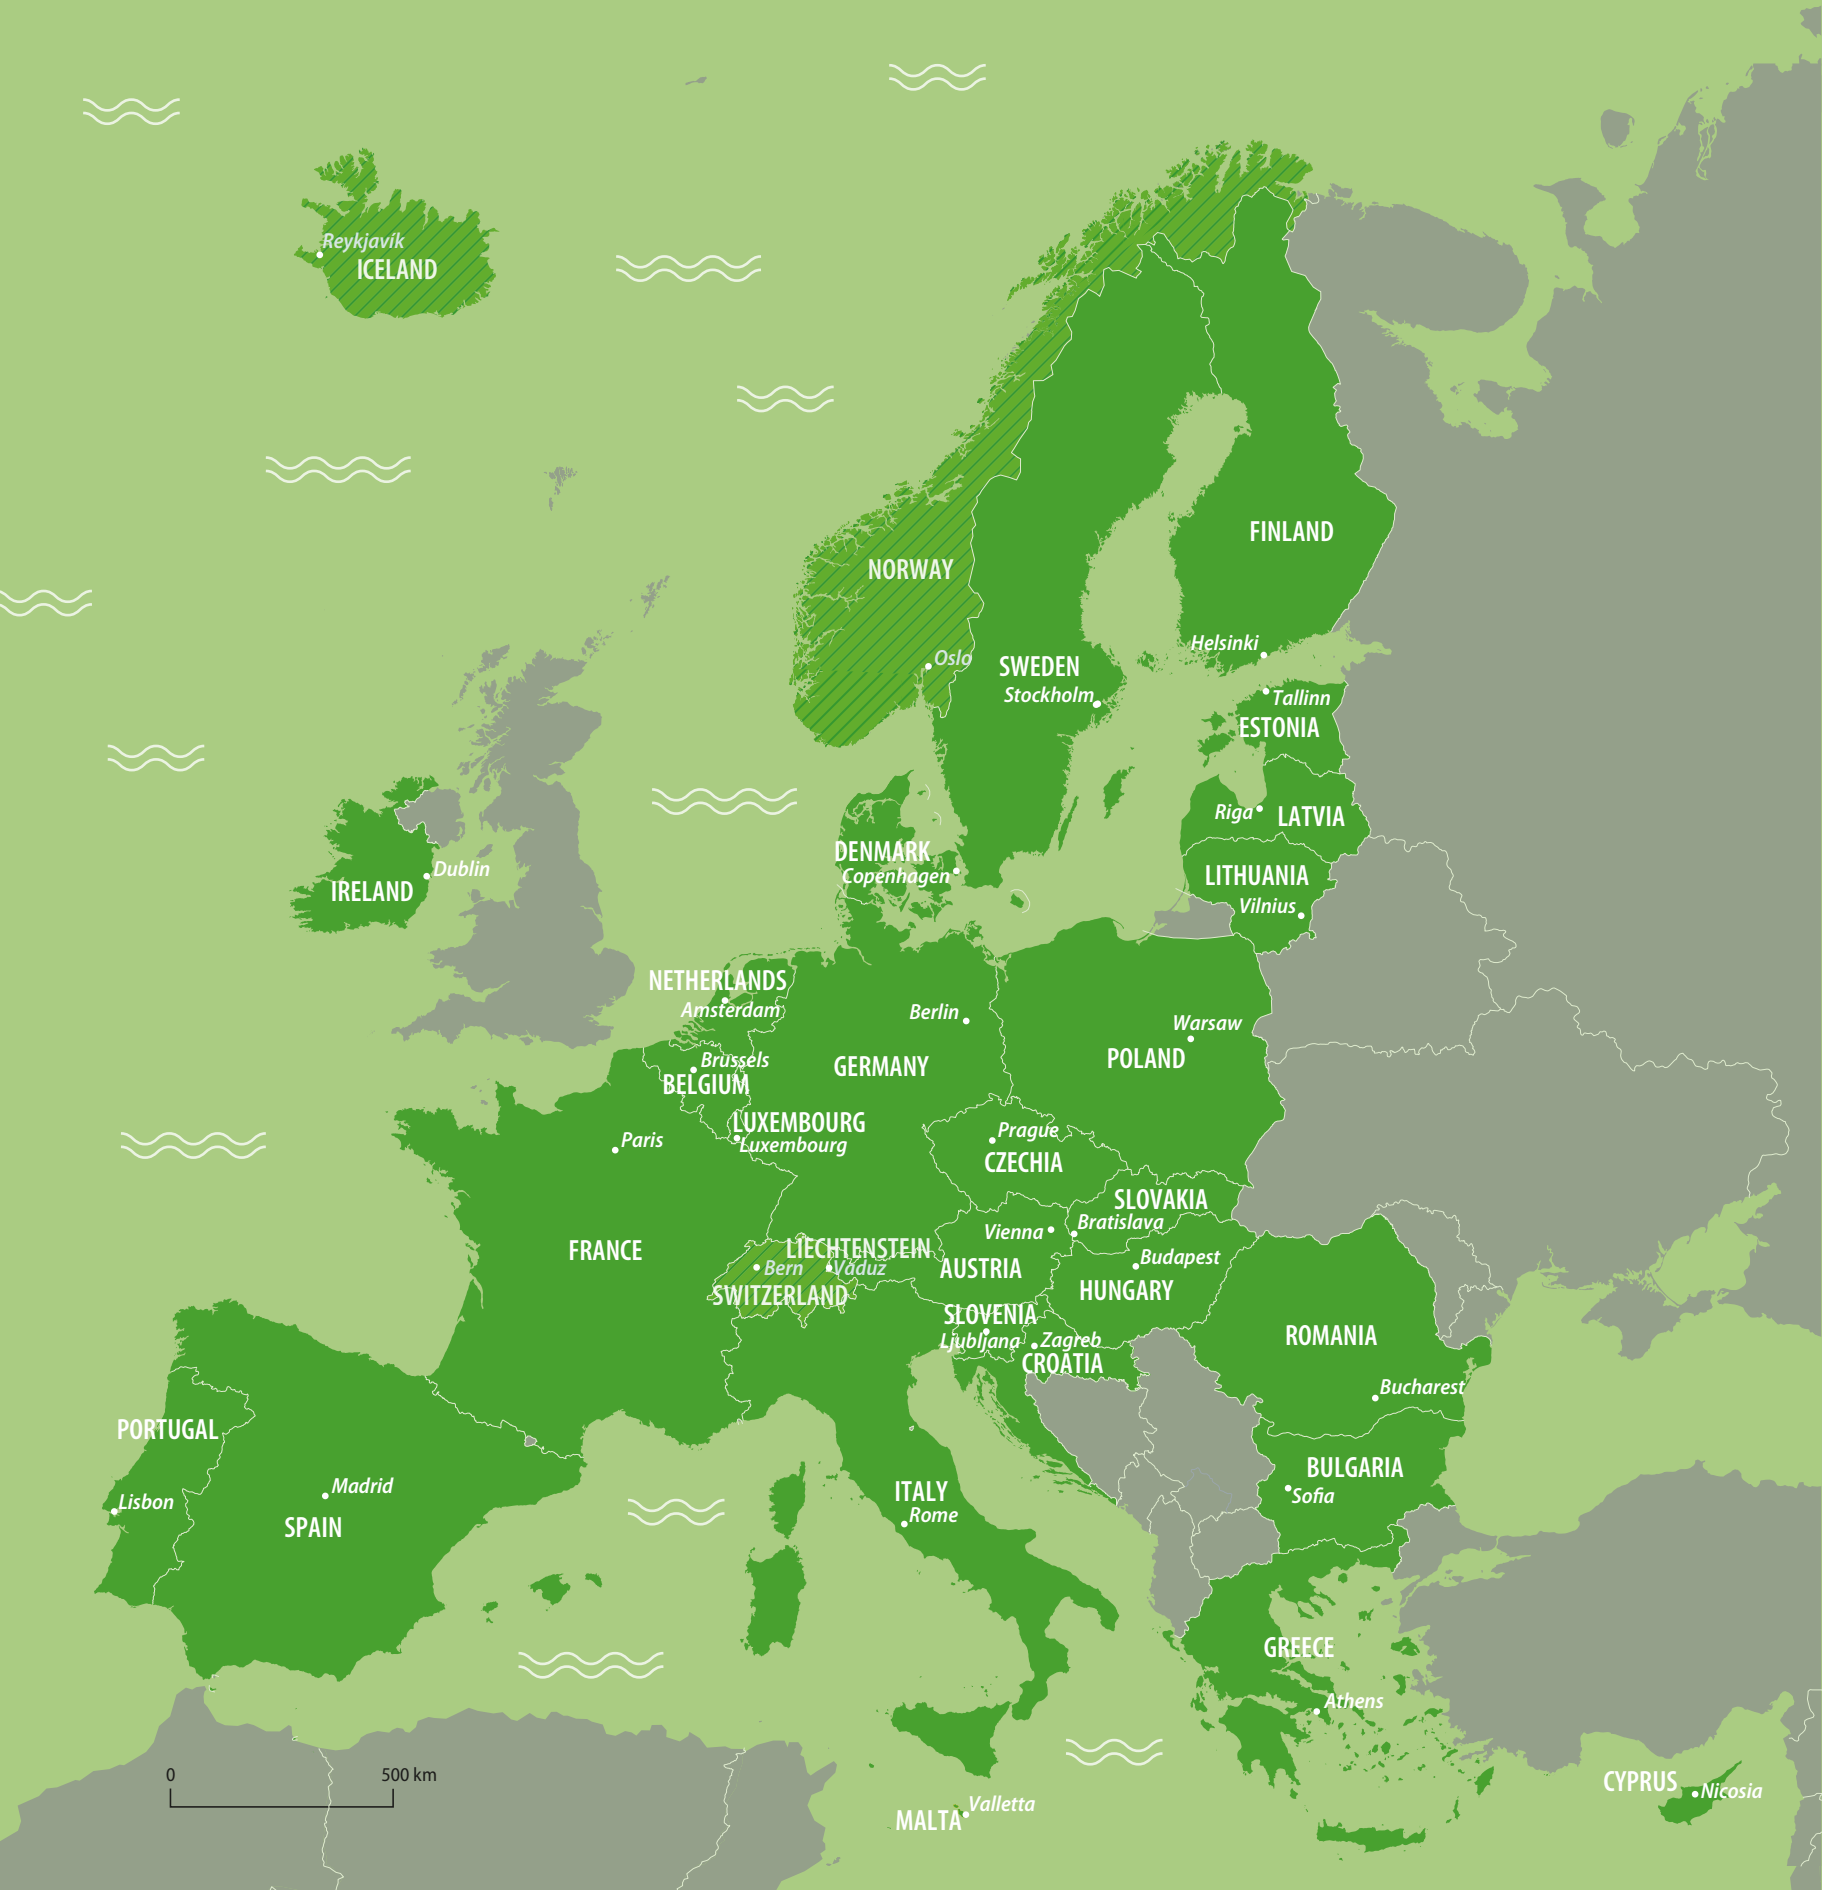 Reykjavík
ICELAND
FINLAND
NORWAY
Helsinki
Oslo
SWEDEN
Stockholm
Tallinn
ESTONIA
Riga
LATVIA
DENMARK
Copenhagen
Dublin
IRELAND
LITHUANIA
Vilnius
NETHERLANDS
Amsterdam
Berlin
Warsaw
POLAND
Brussels
BELGIUM
GERMANY
LUXEMBOURG
Luxembourg
Paris
Prague
CZECHIA
SLOVAKIA
Bratislava
Vienna
FRANCE
LIECHTENSTEIN
Bern
Vaduz
AUSTRIA
Budapest
HUNGARY
SWITZERLAND
SLOVENIA
Ljubljana
Zagreb
CROATIA
ROMANIA
Bucharest
PORTUGAL
BULGARIA
Sofia
Madrid
Lisbon
SPAIN
ITALY
Rome
GREECE
Athens
0 500 km
CYPRUS
Nicosia
Valletta
MALTA